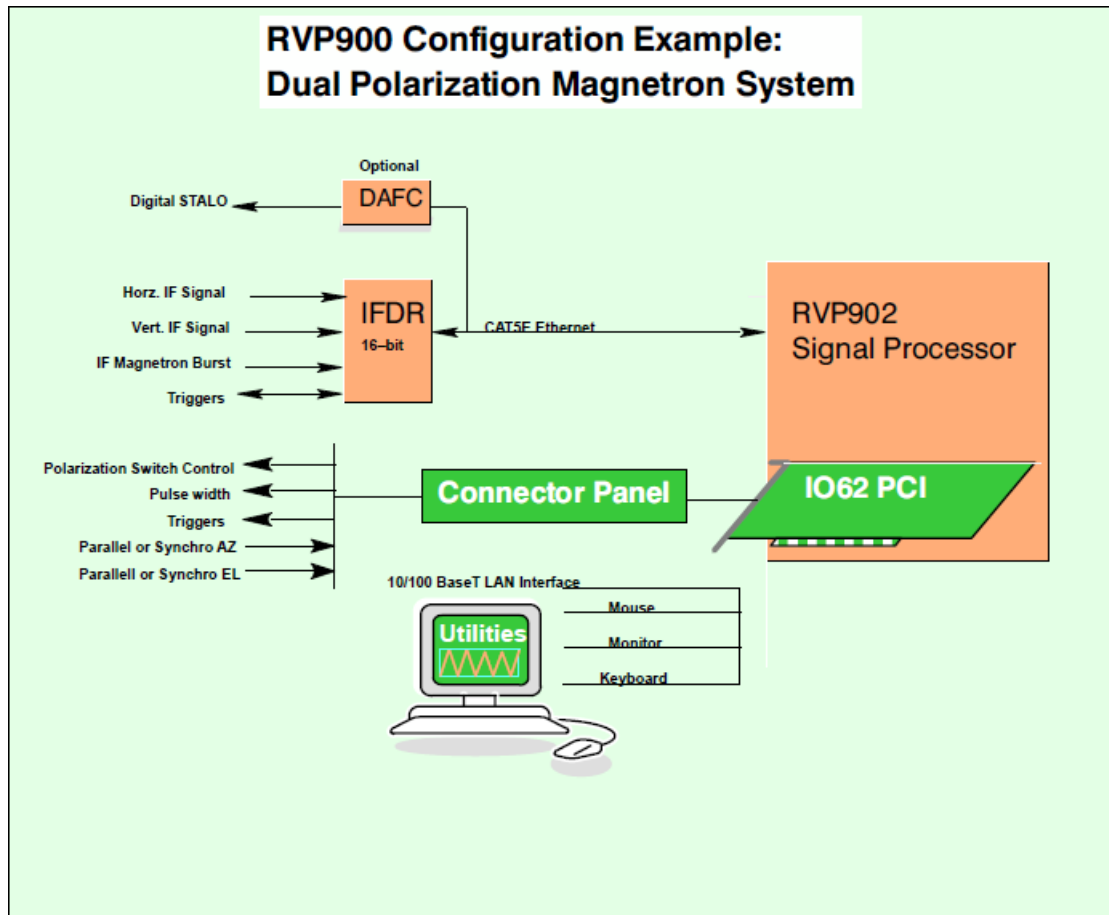 RVP900 Configuration Example:
Dual Polarization Magnetron System
Optional
DAFC
Digital STALO
Horz. IF Signal
Vert. IF Signal
IF Magnetron Burst
Triggers
IFDR
16–bit
CAT5E Ethernet
RVP902
Signal Processor
Polarization Switch Control
Pulse width
Triggers
Parallel or Synchro AZ
Parallell or Synchro EL
Connector Panel
IO62 PCI
10/100 BaseT LAN Interface
Mouse
Monitor
Keyboard
Utilities